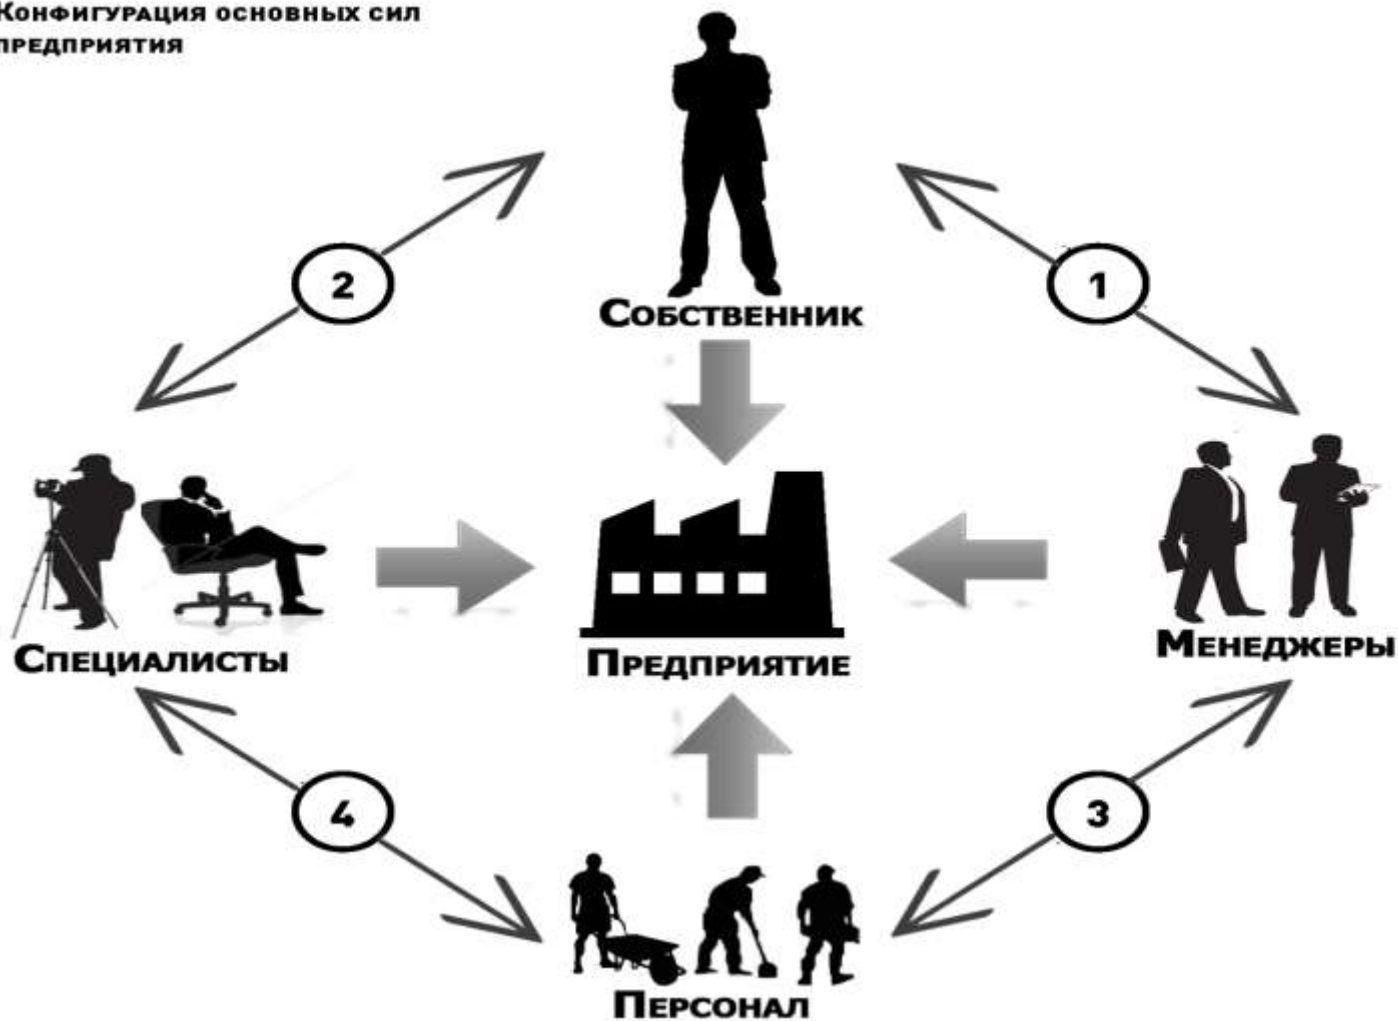 Конфигурация основных сил
предприятия
2
1
Собственник
Специалисты
Предприятие
Менеджеры
4
3
Персонал